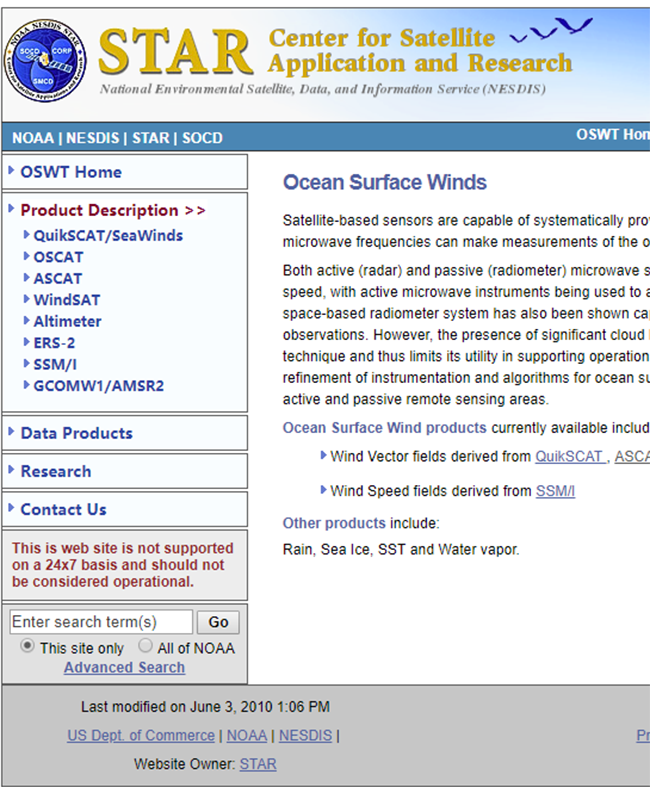 NOAA NESDIS STAR
SOCD CORP
SMCD
STAR Center for Satellite
Application and Research
National Environmental Satellite, Data, and Information Service (NESDIS)
NOAA | NESDIS | STAR | SOCD
OSWT Hon
OSWT Home
Product Description >>
QuikSCAT/SeaWinds
OSCAT
ASCAT
WindSAT
Altimeter
ERS-2
SSM/I
GCOMW1/AMSR2
Data Products
Research
Contact Us
This is web site is not supported
on a 24x7 basis and should not
be considered operational.
Enter search term(s) Go
This site only All of NOAA
Advanced Search
Ocean Surface Winds
Satellite-based sensors are capable of systematically pro
microwave frequencies can make measurements of the o
Both active (radar) and passive (radiometer) microwave s
speed, with active microwave instruments being used to a
space-based radiometer system has also been shown ca
observations. However, the presence of significant cloud
technique and thus limits its utility in supporting operation
refinement of instrumentation and algorithms for ocean su
active and passive remote sensing areas.
Ocean Surface Wind products currently available includ
Wind Vector fields derived from QuikSCAT , ASCA
Wind Speed fields derived from SSM/I
Other products include:
Rain, Sea Ice, SST and Water vapor.
Last modified on June 3, 2010 1:06 PM
US Dept. of Commerce | NOAA | NESDIS |
Pr
Website Owner: STAR